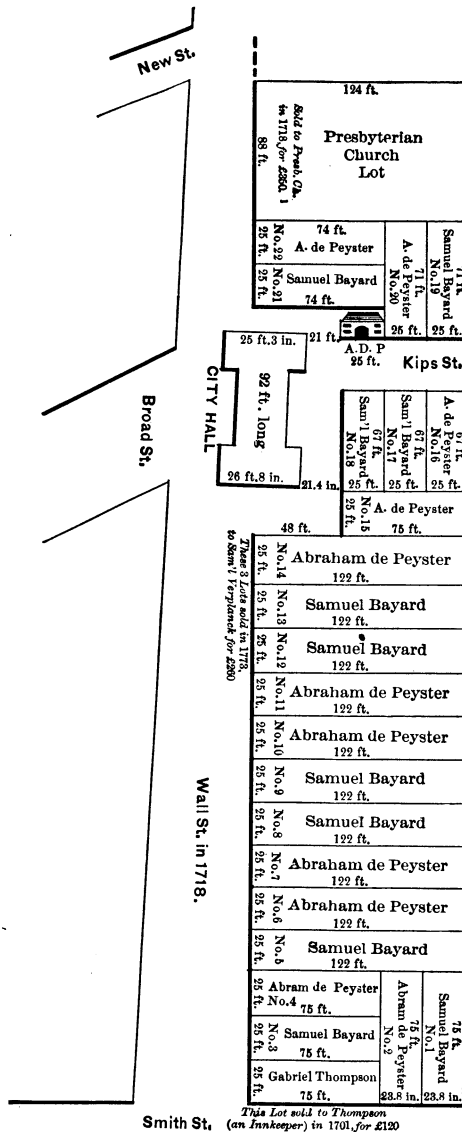 New St.
124 ft.
Sold to Presb. Ch.
in 1718, for £350. 1
88 ft.
Presbyterian
Church
Lot
25 ft.
No.22
74 ft.
A. de Peyster
25 ft.
No.21
Samuel Bayard
74 ft.
A. de Peyster
71 ft.
No.20
25 ft.
Samuel Bayard
71 ft.
No.19
25 ft.
25 ft.3 in.
21 ft.
A.D.P
25 ft.
Kips St.
CITY HALL
92 ft. long
26 ft.8 in.
21.4 in.
Broad St.
Sam'l Bayard
67 ft.
No.18
25 ft.
Sam'l Bayard
67 ft.
No.17
25 ft.
A. de Peyster
67 ft.
No.16
25 ft.
25 ft.
No.15
A. de Peyster
75 ft.
48 ft.
These 3 Lots sold in 1773,
to Sam'l Verplanck for £260
25 ft.
No.14
Abraham de Peyster
122 ft.
25 ft.
No.13
Samuel Bayard
122 ft.
25 ft.
No.12
Samuel Bayard
122 ft.
25 ft.
No.11
Abraham de Peyster
122 ft.
25 ft.
No.10
Abraham de Peyster
122 ft.
25 ft.
No.9
Samuel Bayard
122 ft.
25 ft.
No.8
Samuel Bayard
122 ft.
25 ft.
No.7
Abraham de Peyster
122 ft.
25 ft.
No.6
Abraham de Peyster
122 ft.
25 ft.
No.5
Samuel Bayard
122 ft.
Wall St. in 1718.
25 ft.
Abram de Peyster
No.4
75 ft.
25 ft.
No.3
Samuel Bayard
75 ft.
25 ft.
Gabriel Thompson
75 ft.
75 ft.
Abram de Peyster
No.2
23.8 in.
75 ft.
Samuel Bayard
No.1
23.8 in.
This Lot sold to Thompson
(an Innkeeper) in 1701, for £120
Smith St.